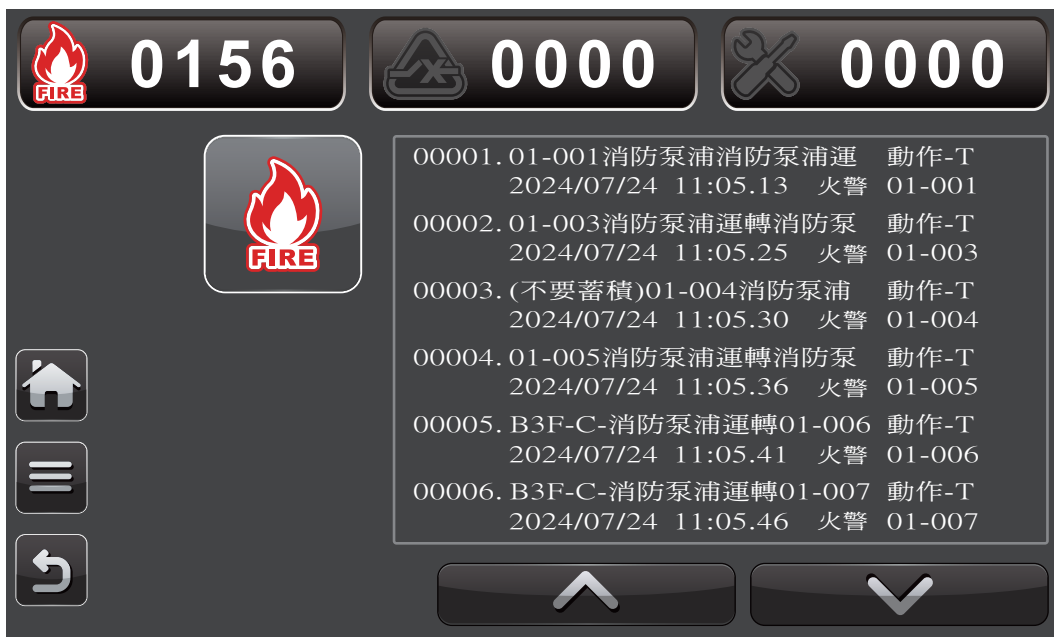 FIRE 0156 0000 0000
FIRE
00001. 01-001消防泵浦消防泵浦運 動作-T
2024/07/24 11:05.13 火警 01-001
00002. 01-003消防泵浦運轉消防泵 動作-T
2024/07/24 11:05.25 火警 01-003
00003. (不要蓄積)01-004消防泵浦 動作-T
2024/07/24 11:05.30 火警 01-004
00004. 01-005消防泵浦運轉消防泵 動作-T
2024/07/24 11:05.36 火警 01-005
00005. B3F-C-消防泵浦運轉01-006 動作-T
2024/07/24 11:05.41 火警 01-006
00006. B3F-C-消防泵浦運轉01-007 動作-T
2024/07/24 11:05.46 火警 01-007